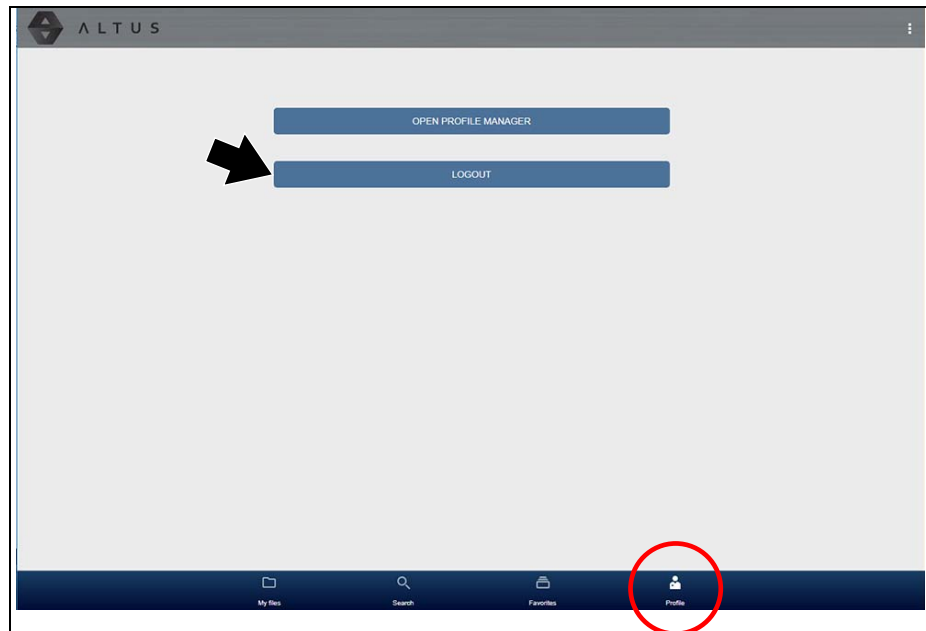 ALTUS
OPEN PROFILE MANAGER
LOGOUT
My files
Search
Favorites
Profile